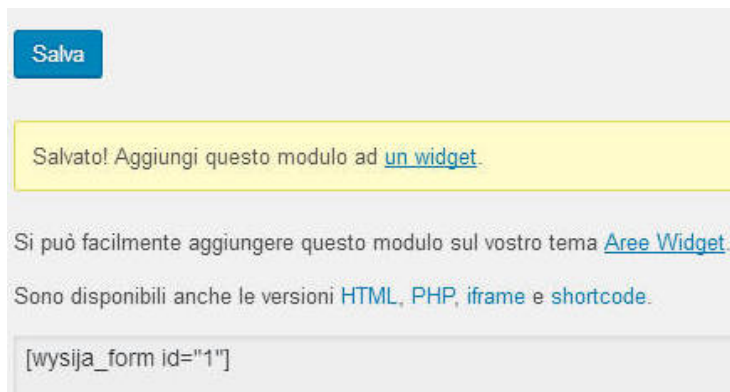 Salva
Salvato! Aggiungi questo modulo ad un widget.
Si può facilmente aggiungere questo modulo sul vostro tema Aree Widget.
Sono disponibili anche le versioni HTML, PHP, iframe e shortcode.
[wysija_form id="1"]